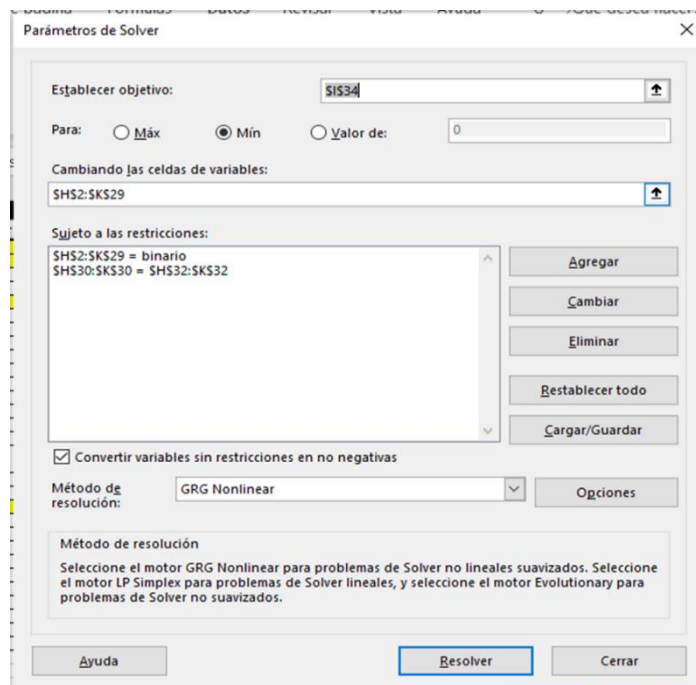 Parámetros de Solver
Establecer objetivo:
$I$34
Para:
Máx
Mín
Valor de:
0
Cambiando las celdas de variables:
$H$2:$K$29
Sujeto a las restricciones:
$H$2:$K$29 = binario
$H$30:$K$30 = $H$32:$K$32
Agregar
Cambiar
Eliminar
Restablecer todo
Cargar/Guardar
Convertir variables sin restricciones en no negativas
Método de
resolución:
GRG Nonlinear
Opciones
Método de resolución
Seleccione el motor GRG Nonlinear para problemas de Solver no lineales suavizados. Seleccione
el motor LP Simplex para problemas de Solver lineales, y seleccione el motor Evolutionary para
problemas de Solver no suavizados.
Ayuda
Resolver
Cerrar